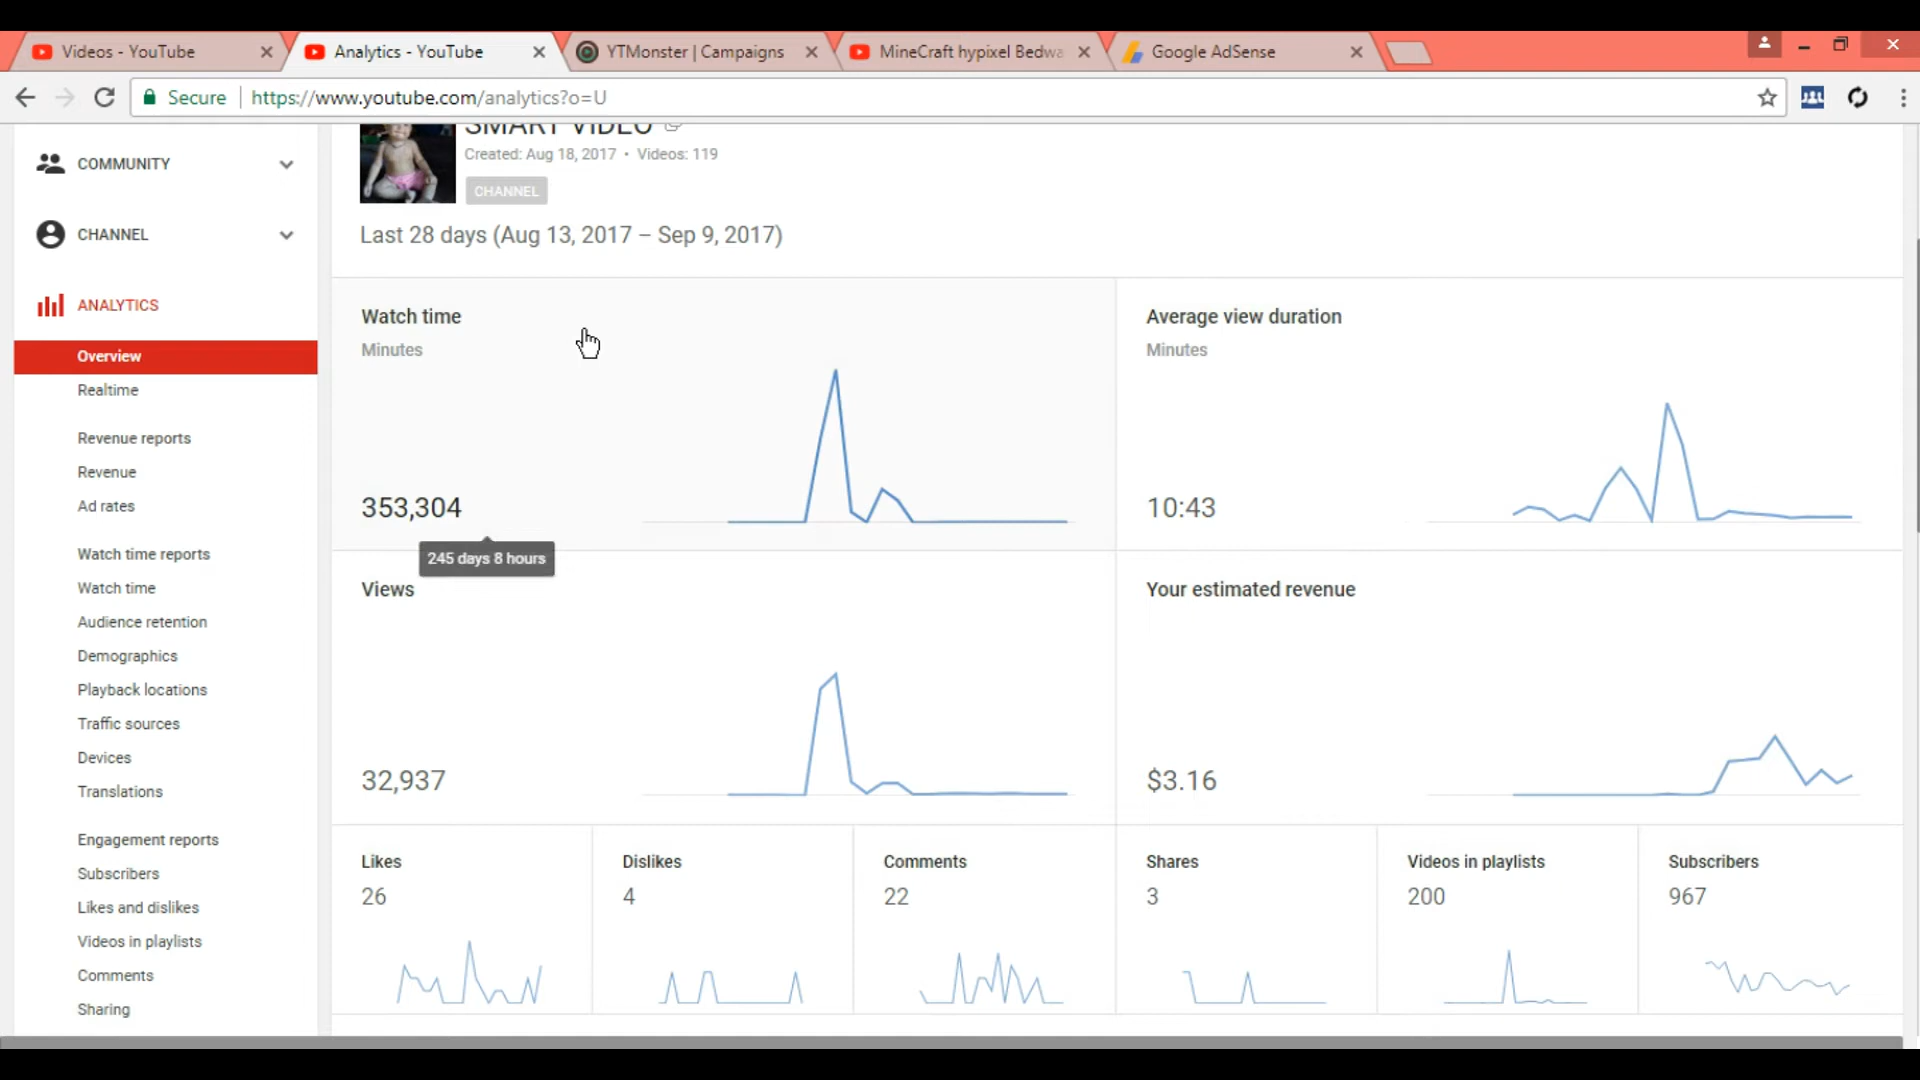 Videos - YouTube
Analytics - YouTube
YTMonster | Campaigns
MineCraft hypixel Bedwa
Google AdSense
Secure
https://www.youtube.com/analytics?o=U
SMART VIDEO
Created: Aug 18, 2017 • Videos: 119
CHANNEL
Last 28 days (Aug 13, 2017 – Sep 9, 2017)
COMMUNITY
CHANNEL
ANALYTICS
Overview
Realtime
Revenue reports
Revenue
Ad rates
Watch time reports
Watch time
Audience retention
Demographics
Playback locations
Traffic sources
Devices
Translations
Engagement reports
Subscribers
Likes and dislikes
Videos in playlists
Comments
Sharing
Watch time
Minutes
353,304
245 days 8 hours
Average view duration
Minutes
10:43
Views
32,937
Your estimated revenue
$3.16
Likes
26
Dislikes
4
Comments
22
Shares
3
Videos in playlists
200
Subscribers
967